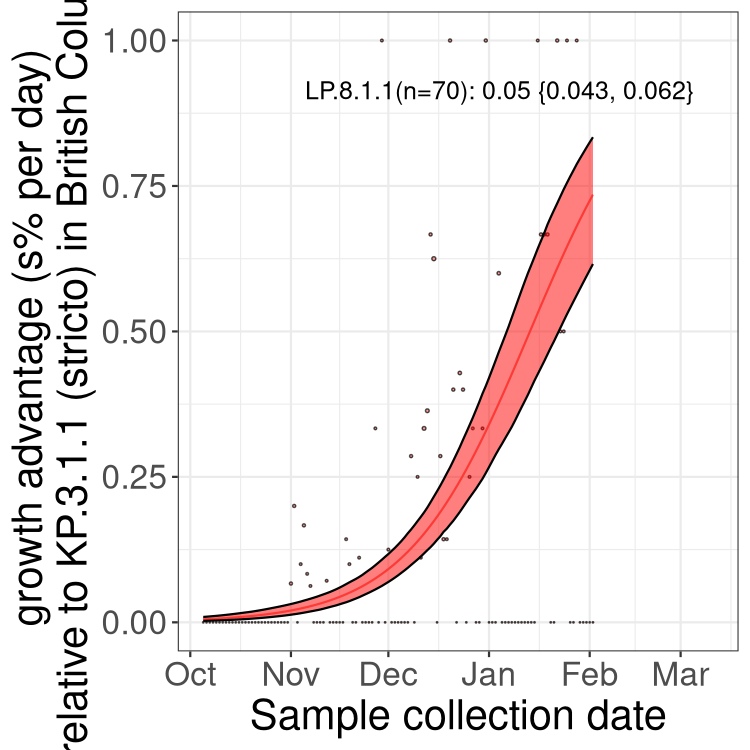 growth advantage (s% per day)
relative to KP.3.1.1 (stricto) in British Colu
1.00
0.75
0.50
0.25
0.00
LP.8.1.1(n=70): 0.05 {0.043, 0.062}
Oct Nov Dec Jan Feb Mar
Sample collection date